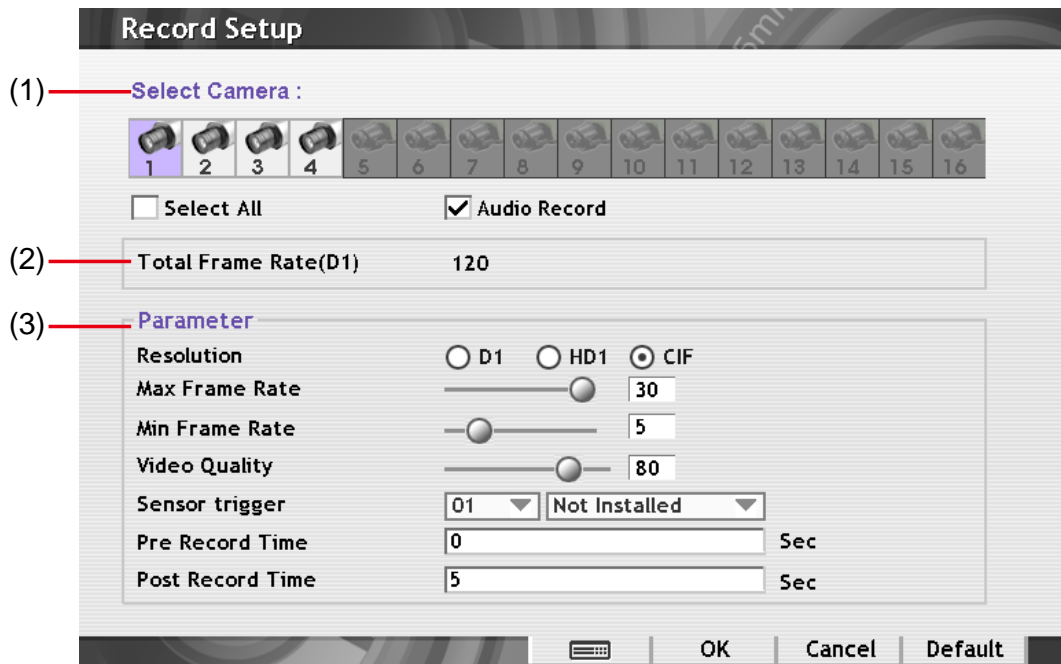 Record Setup
5mm
(1) Select Camera :
1 2 3 4 5 6 7 8 9 10 11 12 13 14 15 16
Select All Audio Record
(2) Total Frame Rate(D1) 120
(3) Parameter
Resolution D1 HD1 CIF
Max Frame Rate 30
Min Frame Rate 5
Video Quality 80
Sensor trigger 01 Not Installed
Pre Record Time 0 Sec
Post Record Time 5 Sec
OK Cancel Default